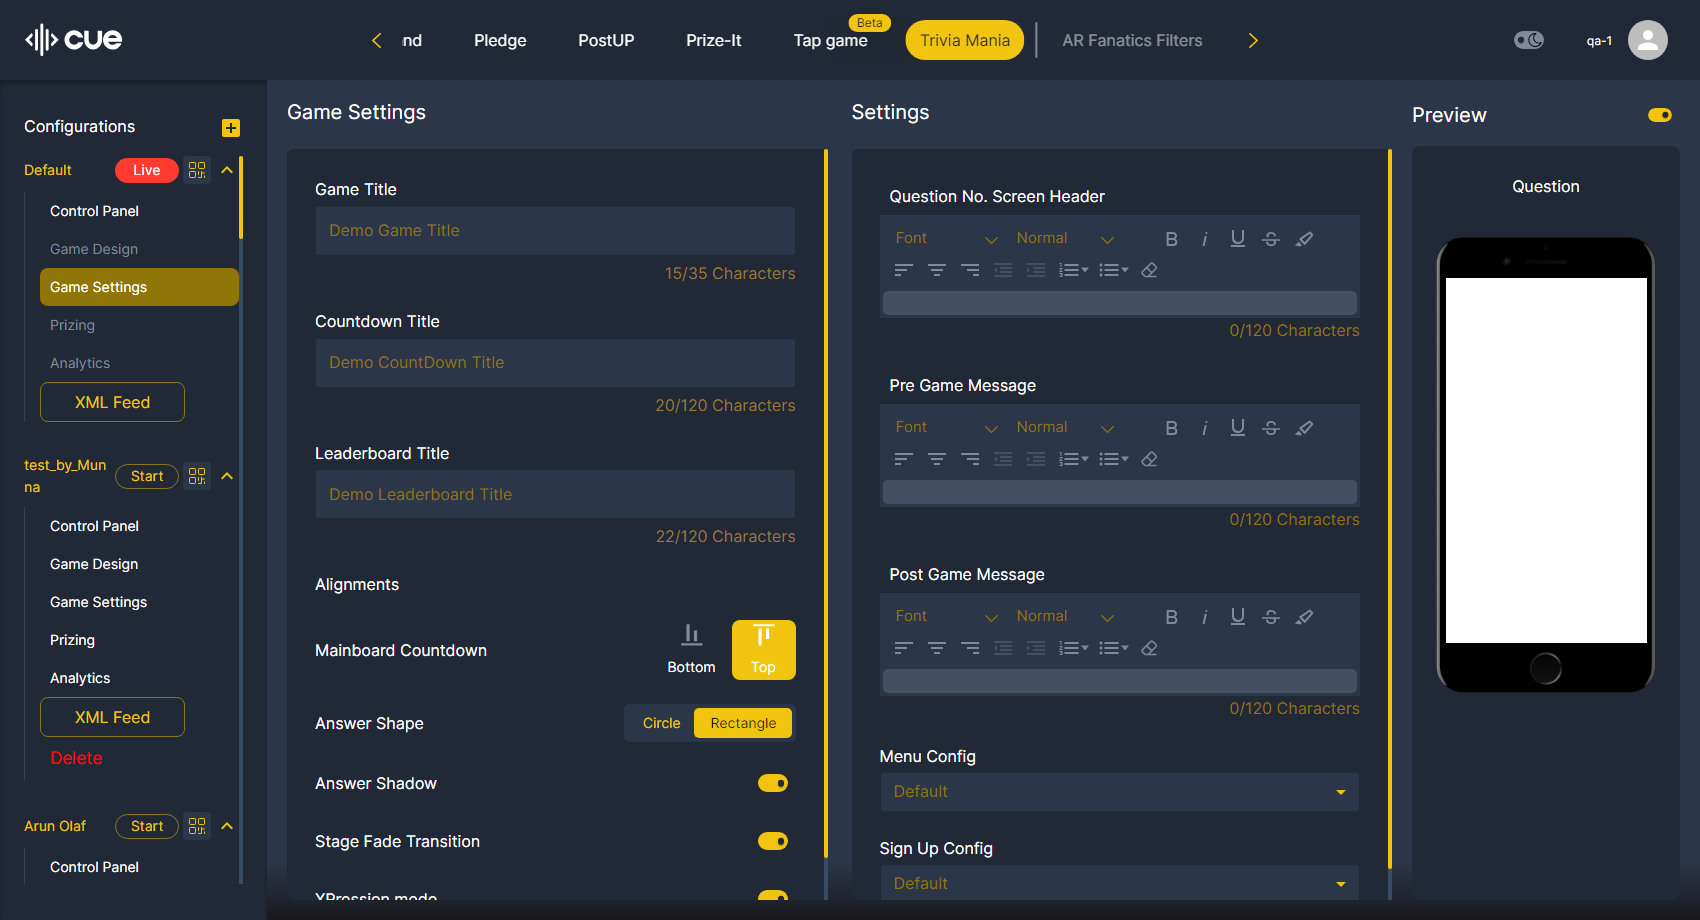 cue
nd
Pledge
PostUP
Prize-It
Tap game
Beta
Trivia Mania
AR Fanatics Filters
qa-1
Configurations
Default
Live
Control Panel
Game Design
Game Settings
Prizing
Analytics
XML Feed
test_by_Mun
na
Start
Control Panel
Game Design
Game Settings
Prizing
Analytics
XML Feed
Delete
Arun Olaf
Start
Control Panel
Game Settings
Game Title
Demo Game Title
15/35 Characters
Countdown Title
Demo CountDown Title
20/120 Characters
Leaderboard Title
Demo Leaderboard Title
22/120 Characters
Alignments
Mainboard Countdown
Bottom
Top
Answer Shape
Circle
Rectangle
Answer Shadow
Stage Fade Transition
XPression mode
Settings
Question No. Screen Header
Font
Normal
B i U S
0/120 Characters
Pre Game Message
Font
Normal
B i U S
0/120 Characters
Post Game Message
Font
Normal
B i U S
0/120 Characters
Menu Config
Default
Sign Up Config
Default
Preview
Question